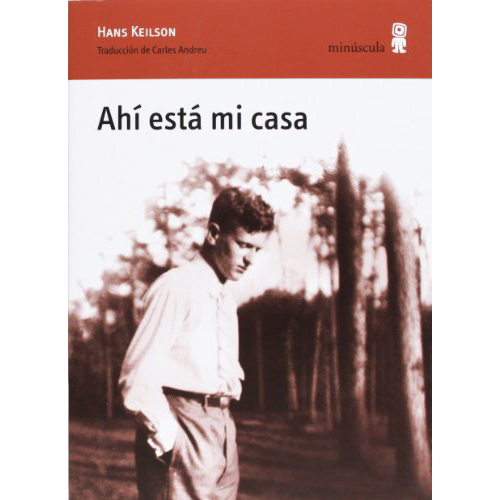 HANS KEILSON
Traducción de Carles Andreu
minúscula
Ahí está mi casa